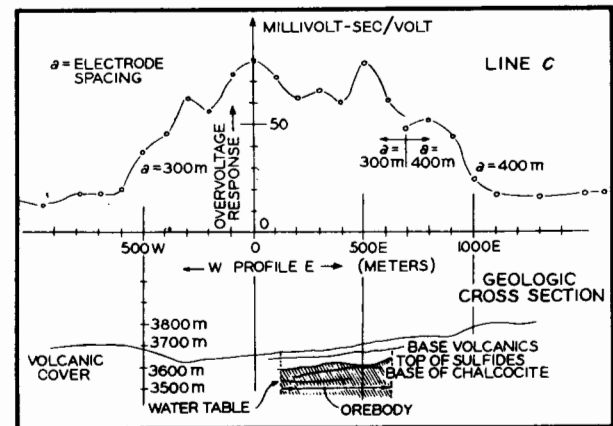 MILLIVOLT-SEC/VOLT
a = ELECTRODE
SPACING
LINE C
50
OVERVOLTAGE
RESPONSE
a = 300m
a = a =
300m 400m
a = 400m
0
500W 0 500E 1000E
W PROFILE E (METERS)
GEOLOGIC
CROSS SECTION
3800m
3700m
3600m
3500m
VOLCANIC
COVER
BASE VOLCANICS
TOP OF SULFIDES
BASE OF CHALCOCITE
WATER TABLE
OREBODY